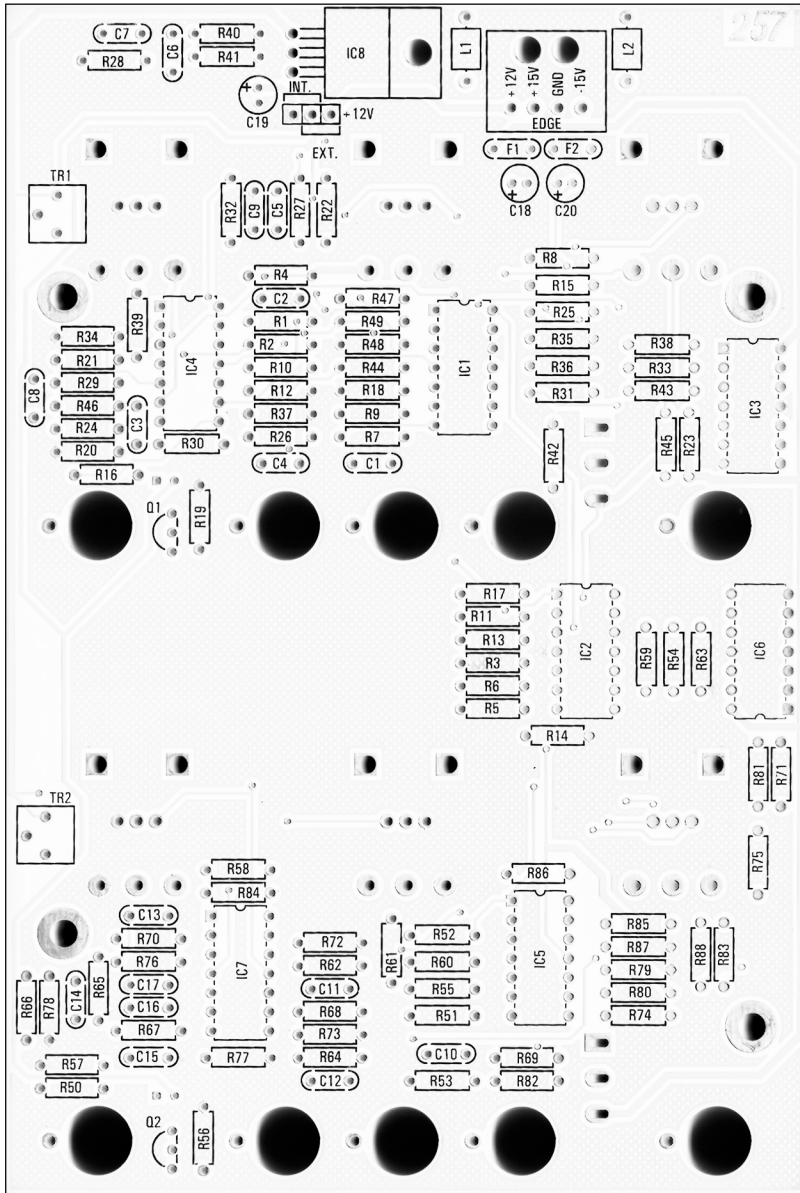 257
C7
C6
R40
R28
R41
IC8
L1
L2
INT.
+12V
+15V
GND
-15V
EDGE
+
C19
+12V
EXT.
F1
F2
TR1
R32
C9
C5
R27
R22
+
C18
+
C20
R4
R8
C2
R47
R15
R39
R1
R49
R25
R34
IC4
R2
R48
IC1
R35
R38
R21
R10
R44
R36
R33
R29
R12
R18
R31
R43
C8
R46
C3
R37
R9
IC3
R24
R26
R7
R42
R45
R23
R20
R30
C4
C1
R16
Q1
R19
R17
R11
R13
IC2
R59
R54
R63
IC6
R3
R6
R5
R14
R81
R71
TR2
R75
R58
R86
R84
C13
R70
R72
R52
R85
R76
IC7
R62
R61
R60
IC5
R87
R88
R83
R66
R78
C14
R65
C17
C11
R55
R79
C16
R68
R51
R80
R67
R73
R74
C15
R77
R64
C10
R69
R57
C12
R53
R82
R50
Q2
R56